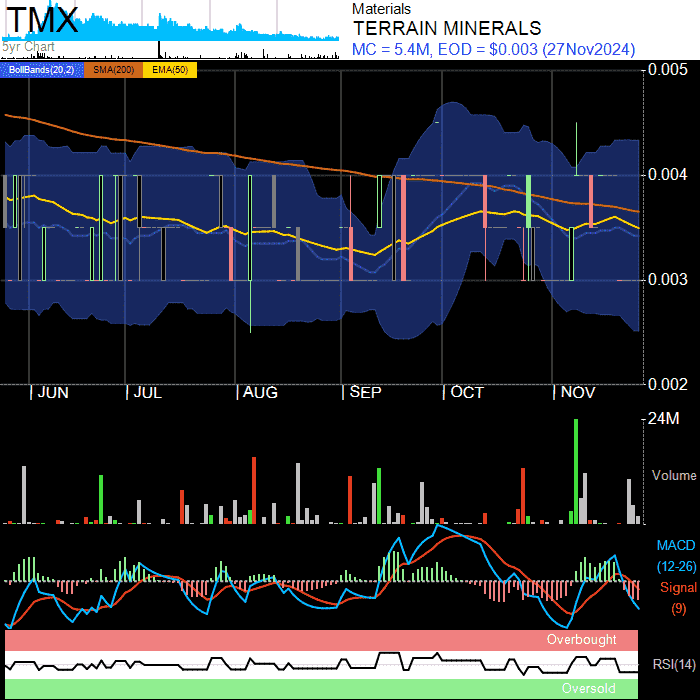 TMX
5yr Chart
Materials
TERRAIN MINERALS
MC = 5.4M, EOD = $0.003 (27Nov2024)
BollBands(20,2) SMA(200) EMA(50)
0.005
0.004
0.003
0.002
JUN JUL AUG SEP OCT NOV
24M
Volume
MACD
(12-26)
Signal
(9)
Overbought
RSI(14)
Oversold